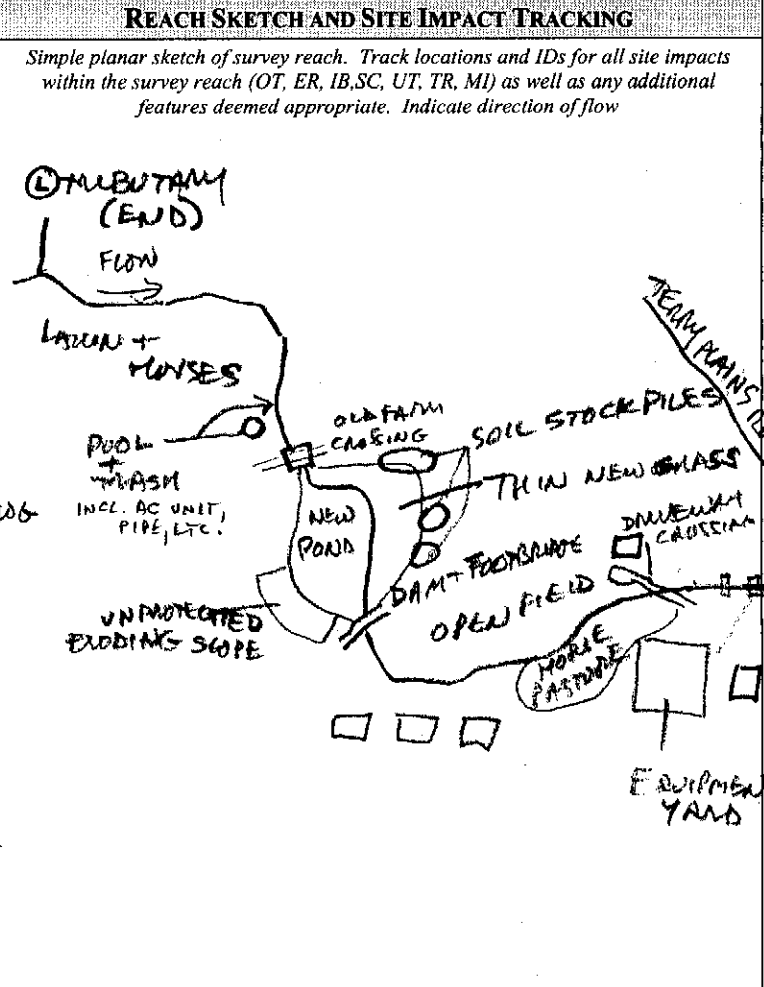 REACH SKETCH AND SITE IMPACT TRACKING
Simple planar sketch of survey reach. Track locations and IDs for all site impacts
within the survey reach (OT, ER, IB,SC, UT, TR, MI) as well as any additional
features deemed appropriate. Indicate direction of flow
Ⓛ TRIBUTARY
(END)
FLOW
LAWN +
HOUSES
TERRY PLAINS R
OLD FARM
CROSSING
SOIL STOCKPILES
POOL
+
TRASH
INCL. AC UNIT,
PIPE, ETC.
THIN NEW GRASS
NEW
POND
DRIVEWAY
CROSSING
DAM + FOOTBRIDGE
OPEN FIELD
UNPROTECTED
ERODING SLOPE
HORSE
PASTURE
EQUIPMEN
YARD